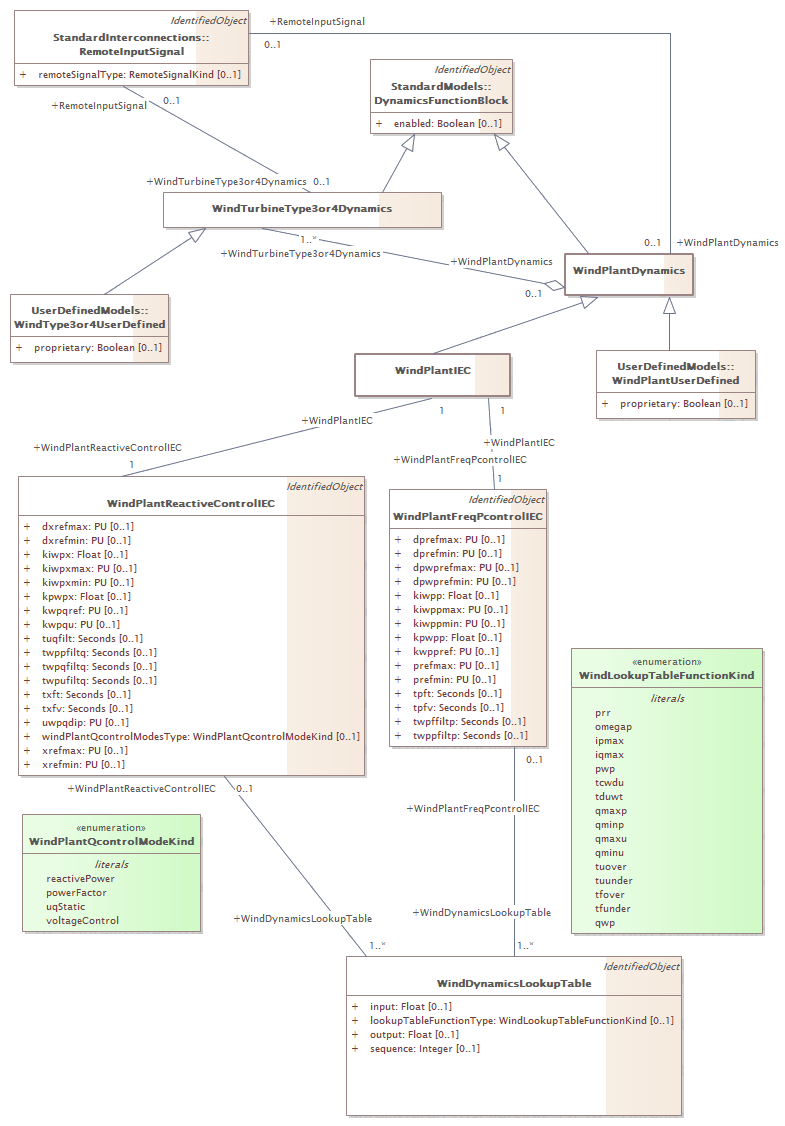 IdentifiedObject
StandardInterconnections::
RemoteInputSignal
+ remoteSignalType: RemoteSignalKind [0..1]
+RemoteInputSignal
0..1
IdentifiedObject
StandardModels::
DynamicsFunctionBlock
+ enabled: Boolean [0..1]
+RemoteInputSignal
0..1
+WindTurbineType3or4Dynamics
0..1
WindTurbineType3or4Dynamics
1..*
+WindTurbineType3or4Dynamics
+WindPlantDynamics
0..1
0..1
+WindPlantDynamics
WindPlantDynamics
UserDefinedModels::
WindType3or4UserDefined
+ proprietary: Boolean [0..1]
WindPlantIEC
UserDefinedModels::
WindPlantUserDefined
+ proprietary: Boolean [0..1]
1
1
+WindPlantIEC
+WindPlantIEC
+WindPlantReactiveControlIEC
1
+WindPlantFreqPcontrolIEC
1
IdentifiedObject
WindPlantReactiveControlIEC
+ dxrefmax: PU [0..1]
+ dxrefmin: PU [0..1]
+ kiwpx: Float [0..1]
+ kiwpxmax: PU [0..1]
+ kiwpxmin: PU [0..1]
+ kpwpx: Float [0..1]
+ kwpqref: PU [0..1]
+ kwpqu: PU [0..1]
+ tuqfilt: Seconds [0..1]
+ twppfiltq: Seconds [0..1]
+ twpqfiltq: Seconds [0..1]
+ twpufiltq: Seconds [0..1]
+ txft: Seconds [0..1]
+ txfv: Seconds [0..1]
+ uwpqdip: PU [0..1]
+ windPlantQcontrolModesType: WindPlantQcontrolModeKind [0..1]
+ xrefmax: PU [0..1]
+ xrefmin: PU [0..1]
IdentifiedObject
WindPlantFreqPcontrolIEC
+ dprefmax: PU [0..1]
+ dprefmin: PU [0..1]
+ dpwprefmax: PU [0..1]
+ dpwprefmin: PU [0..1]
+ kiwpp: Float [0..1]
+ kiwppmax: PU [0..1]
+ kiwppmin: PU [0..1]
+ kpwpp: Float [0..1]
+ kwppref: PU [0..1]
+ prefmax: PU [0..1]
+ prefmin: PU [0..1]
+ tpft: Seconds [0..1]
+ tpfv: Seconds [0..1]
+ twpffiltp: Seconds [0..1]
+ twppfiltp: Seconds [0..1]
«enumeration»
WindLookupTableFunctionKind
literals
prr
omegap
ipmax
iqmax
pwp
tcwdu
tduwt
qmaxp
qminp
qmaxu
qminu
tuover
tuunder
tfover
tfunder
qwp
+WindPlantReactiveControlIEC
0..1
0..1
+WindPlantFreqPcontrolIEC
«enumeration»
WindPlantQcontrolModeKind
literals
reactivePower
powerFactor
uqStatic
voltageControl
+WindDynamicsLookupTable
1..*
+WindDynamicsLookupTable
1..*
IdentifiedObject
WindDynamicsLookupTable
+ input: Float [0..1]
+ lookupTableFunctionType: WindLookupTableFunctionKind [0..1]
+ output: Float [0..1]
+ sequence: Integer [0..1]